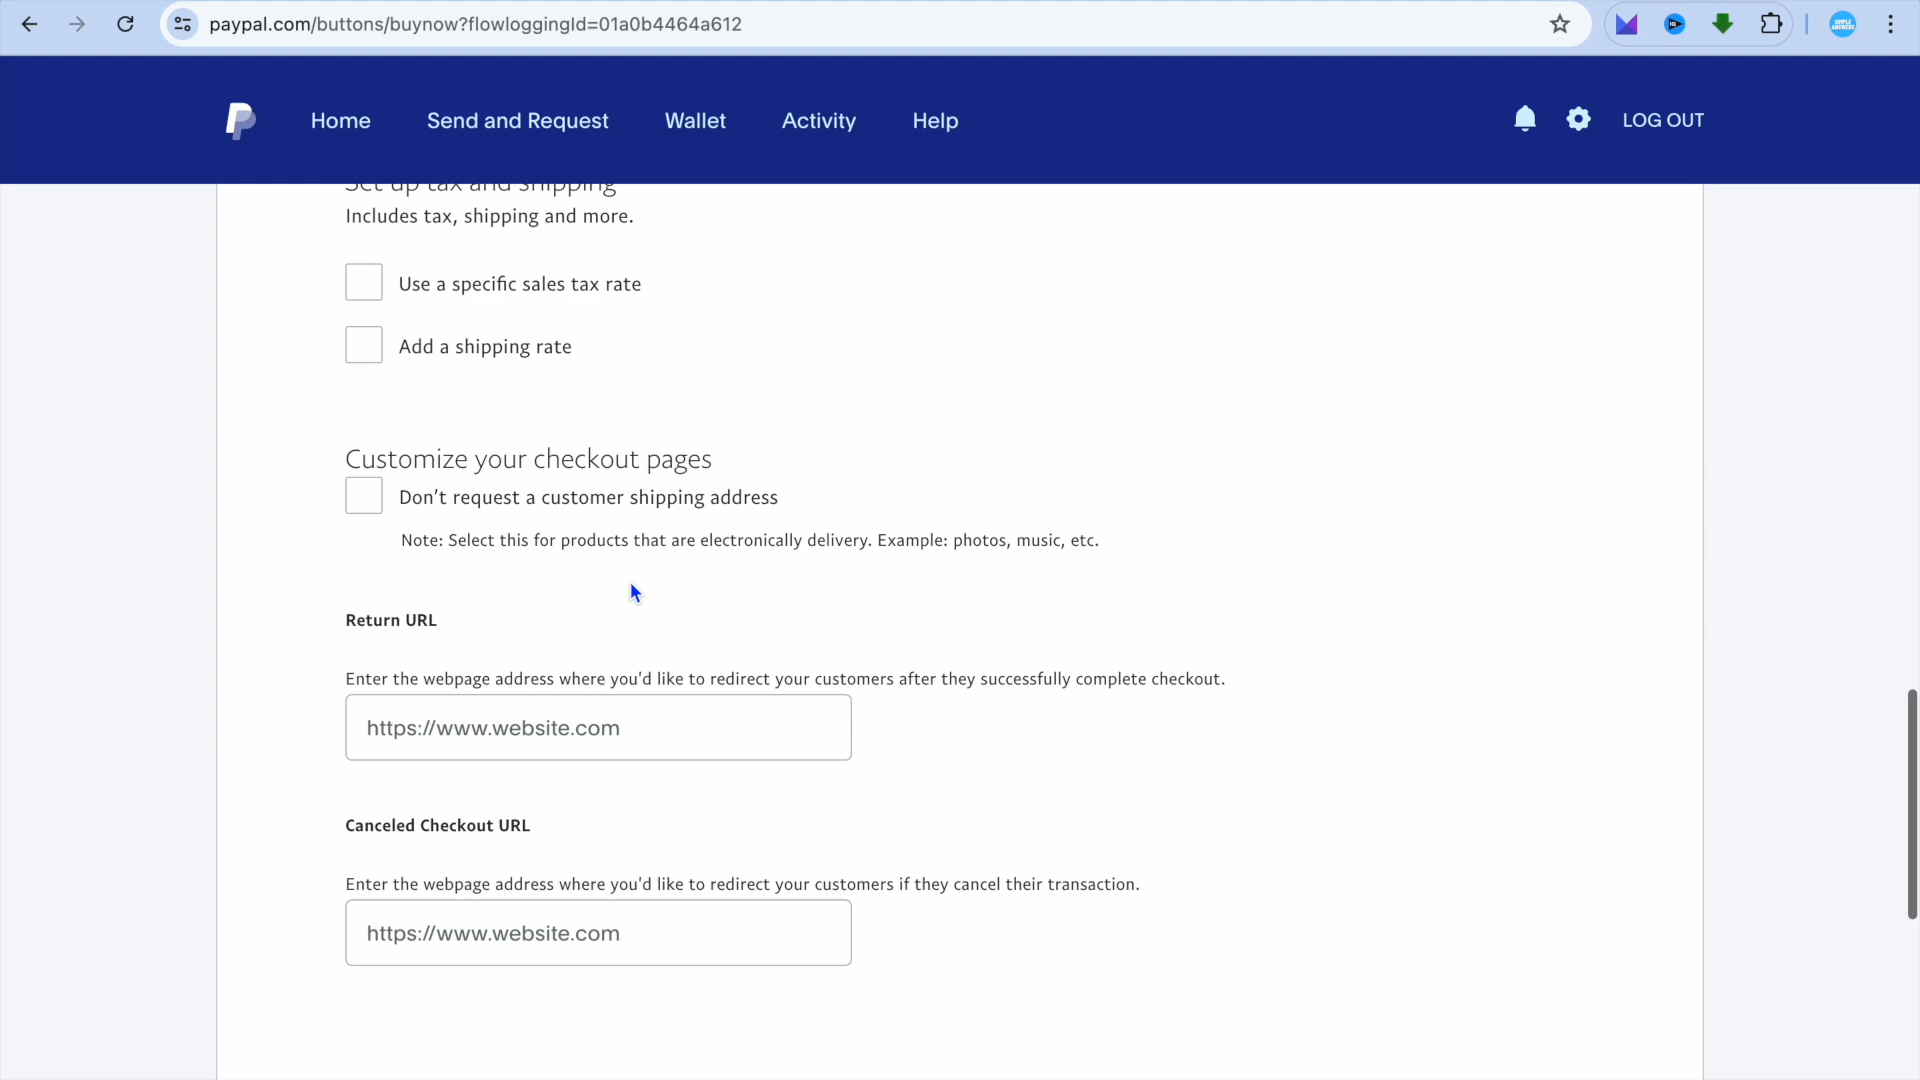 paypal.com/buttons/buynow?flowloggingId=01a0b4464a612
Home Send and Request Wallet Activity Help LOG OUT
Set up tax and shipping
Includes tax, shipping and more.
Use a specific sales tax rate
Add a shipping rate
Customize your checkout pages
Don't request a customer shipping address
Note: Select this for products that are electronically delivery. Example: photos, music, etc.
Return URL
Enter the webpage address where you'd like to redirect your customers after they successfully complete checkout.
https://www.website.com
Canceled Checkout URL
Enter the webpage address where you'd like to redirect your customers if they cancel their transaction.
https://www.website.com